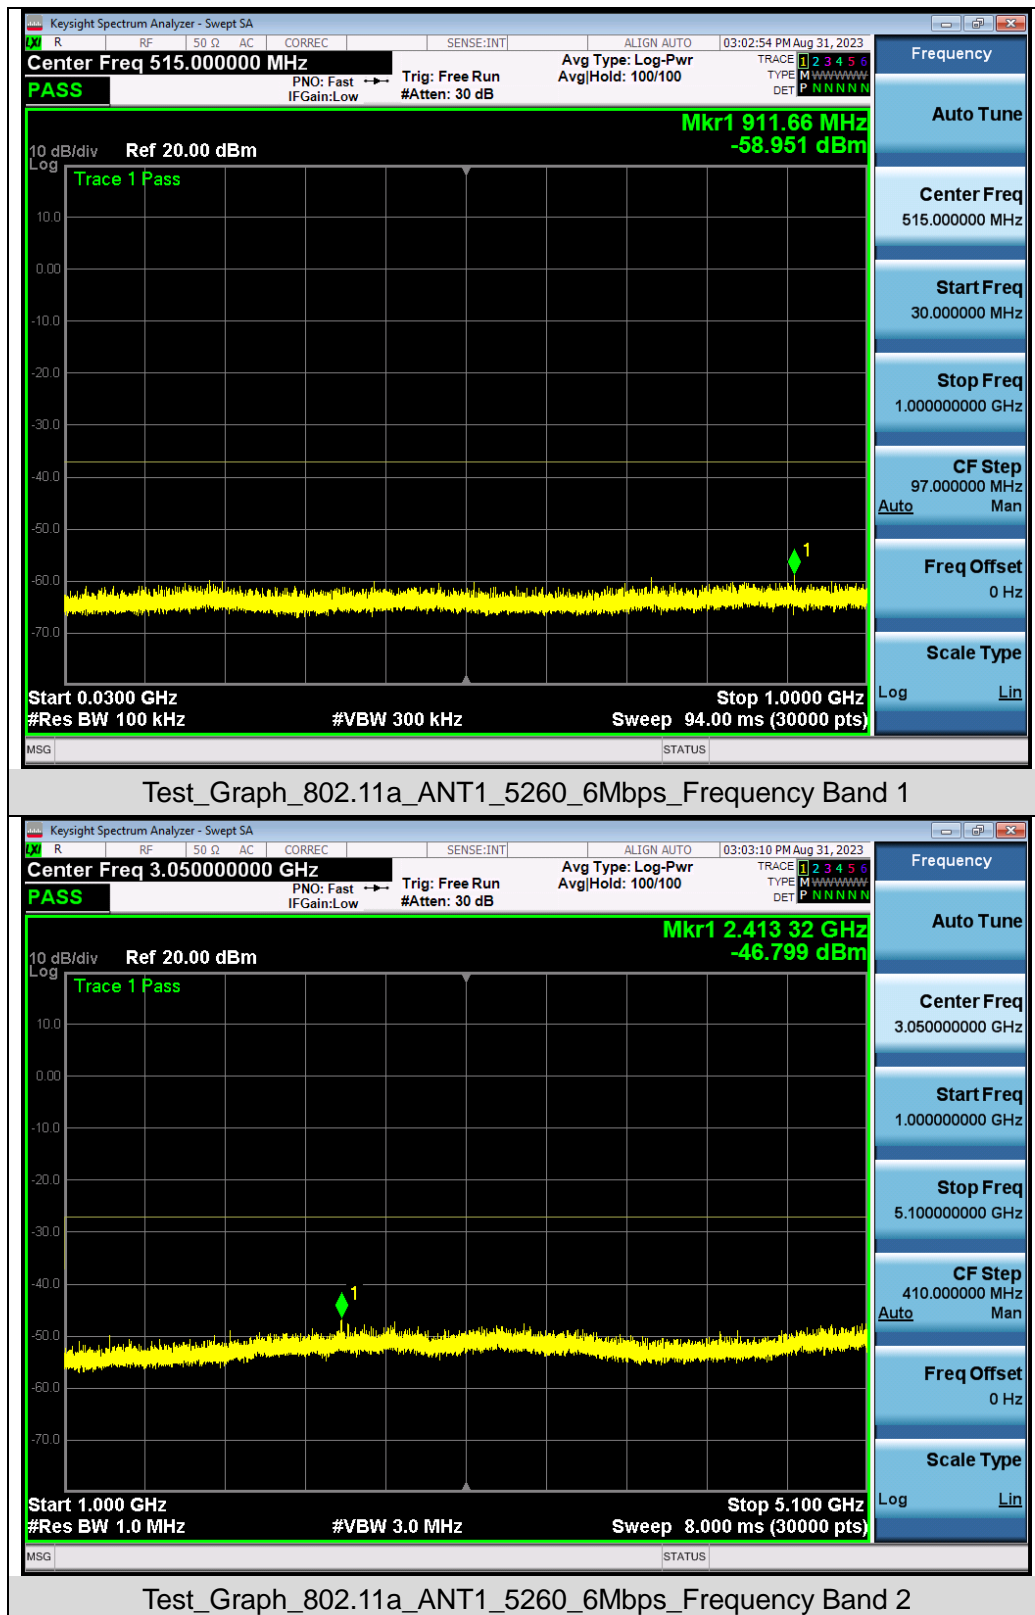 Keysight Spectrum Analyzer - Swept SA
LXI R RF 50 Ω AC CORREC SENSE:INT ALIGN AUTO 03:02:54 PM Aug 31, 2023
Center Freq 515.000000 MHz Avg Type: Log-Pwr TRACE 1 2 3 4 5 6
PASS PNO: Fast Trig: Free Run Avg|Hold: 100/100 TYPE M WWWWW
IFGain:Low #Atten: 30 dB DET P N N N N N
Mkr1 911.66 MHz
10 dB/div Ref 20.00 dBm -58.951 dBm
Log
Trace 1 Pass
10.0
0.00
-10.0
-20.0
-30.0
-40.0
-50.0
1
-60.0
-70.0
Start 0.0300 GHz Stop 1.0000 GHz
#Res BW 100 kHz #VBW 300 kHz Sweep 94.00 ms (30000 pts)
MSG STATUS
Frequency
Auto Tune
Center Freq
515.000000 MHz
Start Freq
30.000000 MHz
Stop Freq
1.000000000 GHz
CF Step
97.000000 MHz
Auto Man
Freq Offset
0 Hz
Scale Type
Log Lin
Test_Graph_802.11a_ANT1_5260_6Mbps_Frequency Band 1
Keysight Spectrum Analyzer - Swept SA
LXI R RF 50 Ω AC CORREC SENSE:INT ALIGN AUTO 03:03:10 PM Aug 31, 2023
Center Freq 3.050000000 GHz Avg Type: Log-Pwr TRACE 1 2 3 4 5 6
PASS PNO: Fast Trig: Free Run Avg|Hold: 100/100 TYPE M WWWWW
IFGain:Low #Atten: 30 dB DET P N N N N N
Mkr1 2.413 32 GHz
10 dB/div Ref 20.00 dBm -46.799 dBm
Log
Trace 1 Pass
10.0
0.00
-10.0
-20.0
-30.0
-40.0
1
-50.0
-60.0
-70.0
Start 1.000 GHz Stop 5.100 GHz
#Res BW 1.0 MHz #VBW 3.0 MHz Sweep 8.000 ms (30000 pts)
MSG STATUS
Frequency
Auto Tune
Center Freq
3.050000000 GHz
Start Freq
1.000000000 GHz
Stop Freq
5.100000000 GHz
CF Step
410.000000 MHz
Auto Man
Freq Offset
0 Hz
Scale Type
Log Lin
Test_Graph_802.11a_ANT1_5260_6Mbps_Frequency Band 2